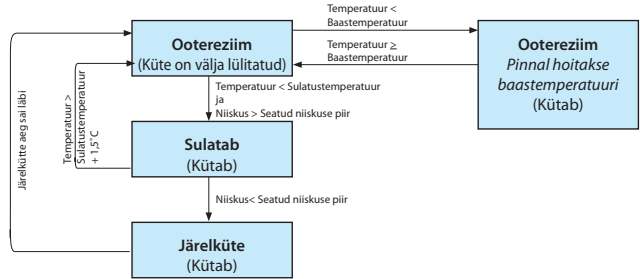 Temperatuur <
Baastemperatuur
Ootereziim
(Küte on välja lülitatud)
Temperatuur ≥
Baastemperatuur
Ootereziim
Pinnal hoitakse
baastemperatuuri
(Kütab)
Temperatuur < Sulatustemperatuur
ja
Niiskus > Seatud niiskuse piir
Järelkütte aeg sai läbi
Temperatuur >
Sulatustemperatuur
+ 1,5°C
Sulatab
(Kütab)
Niiskus< Seatud niiskuse piir
Järelküte
(Kütab)